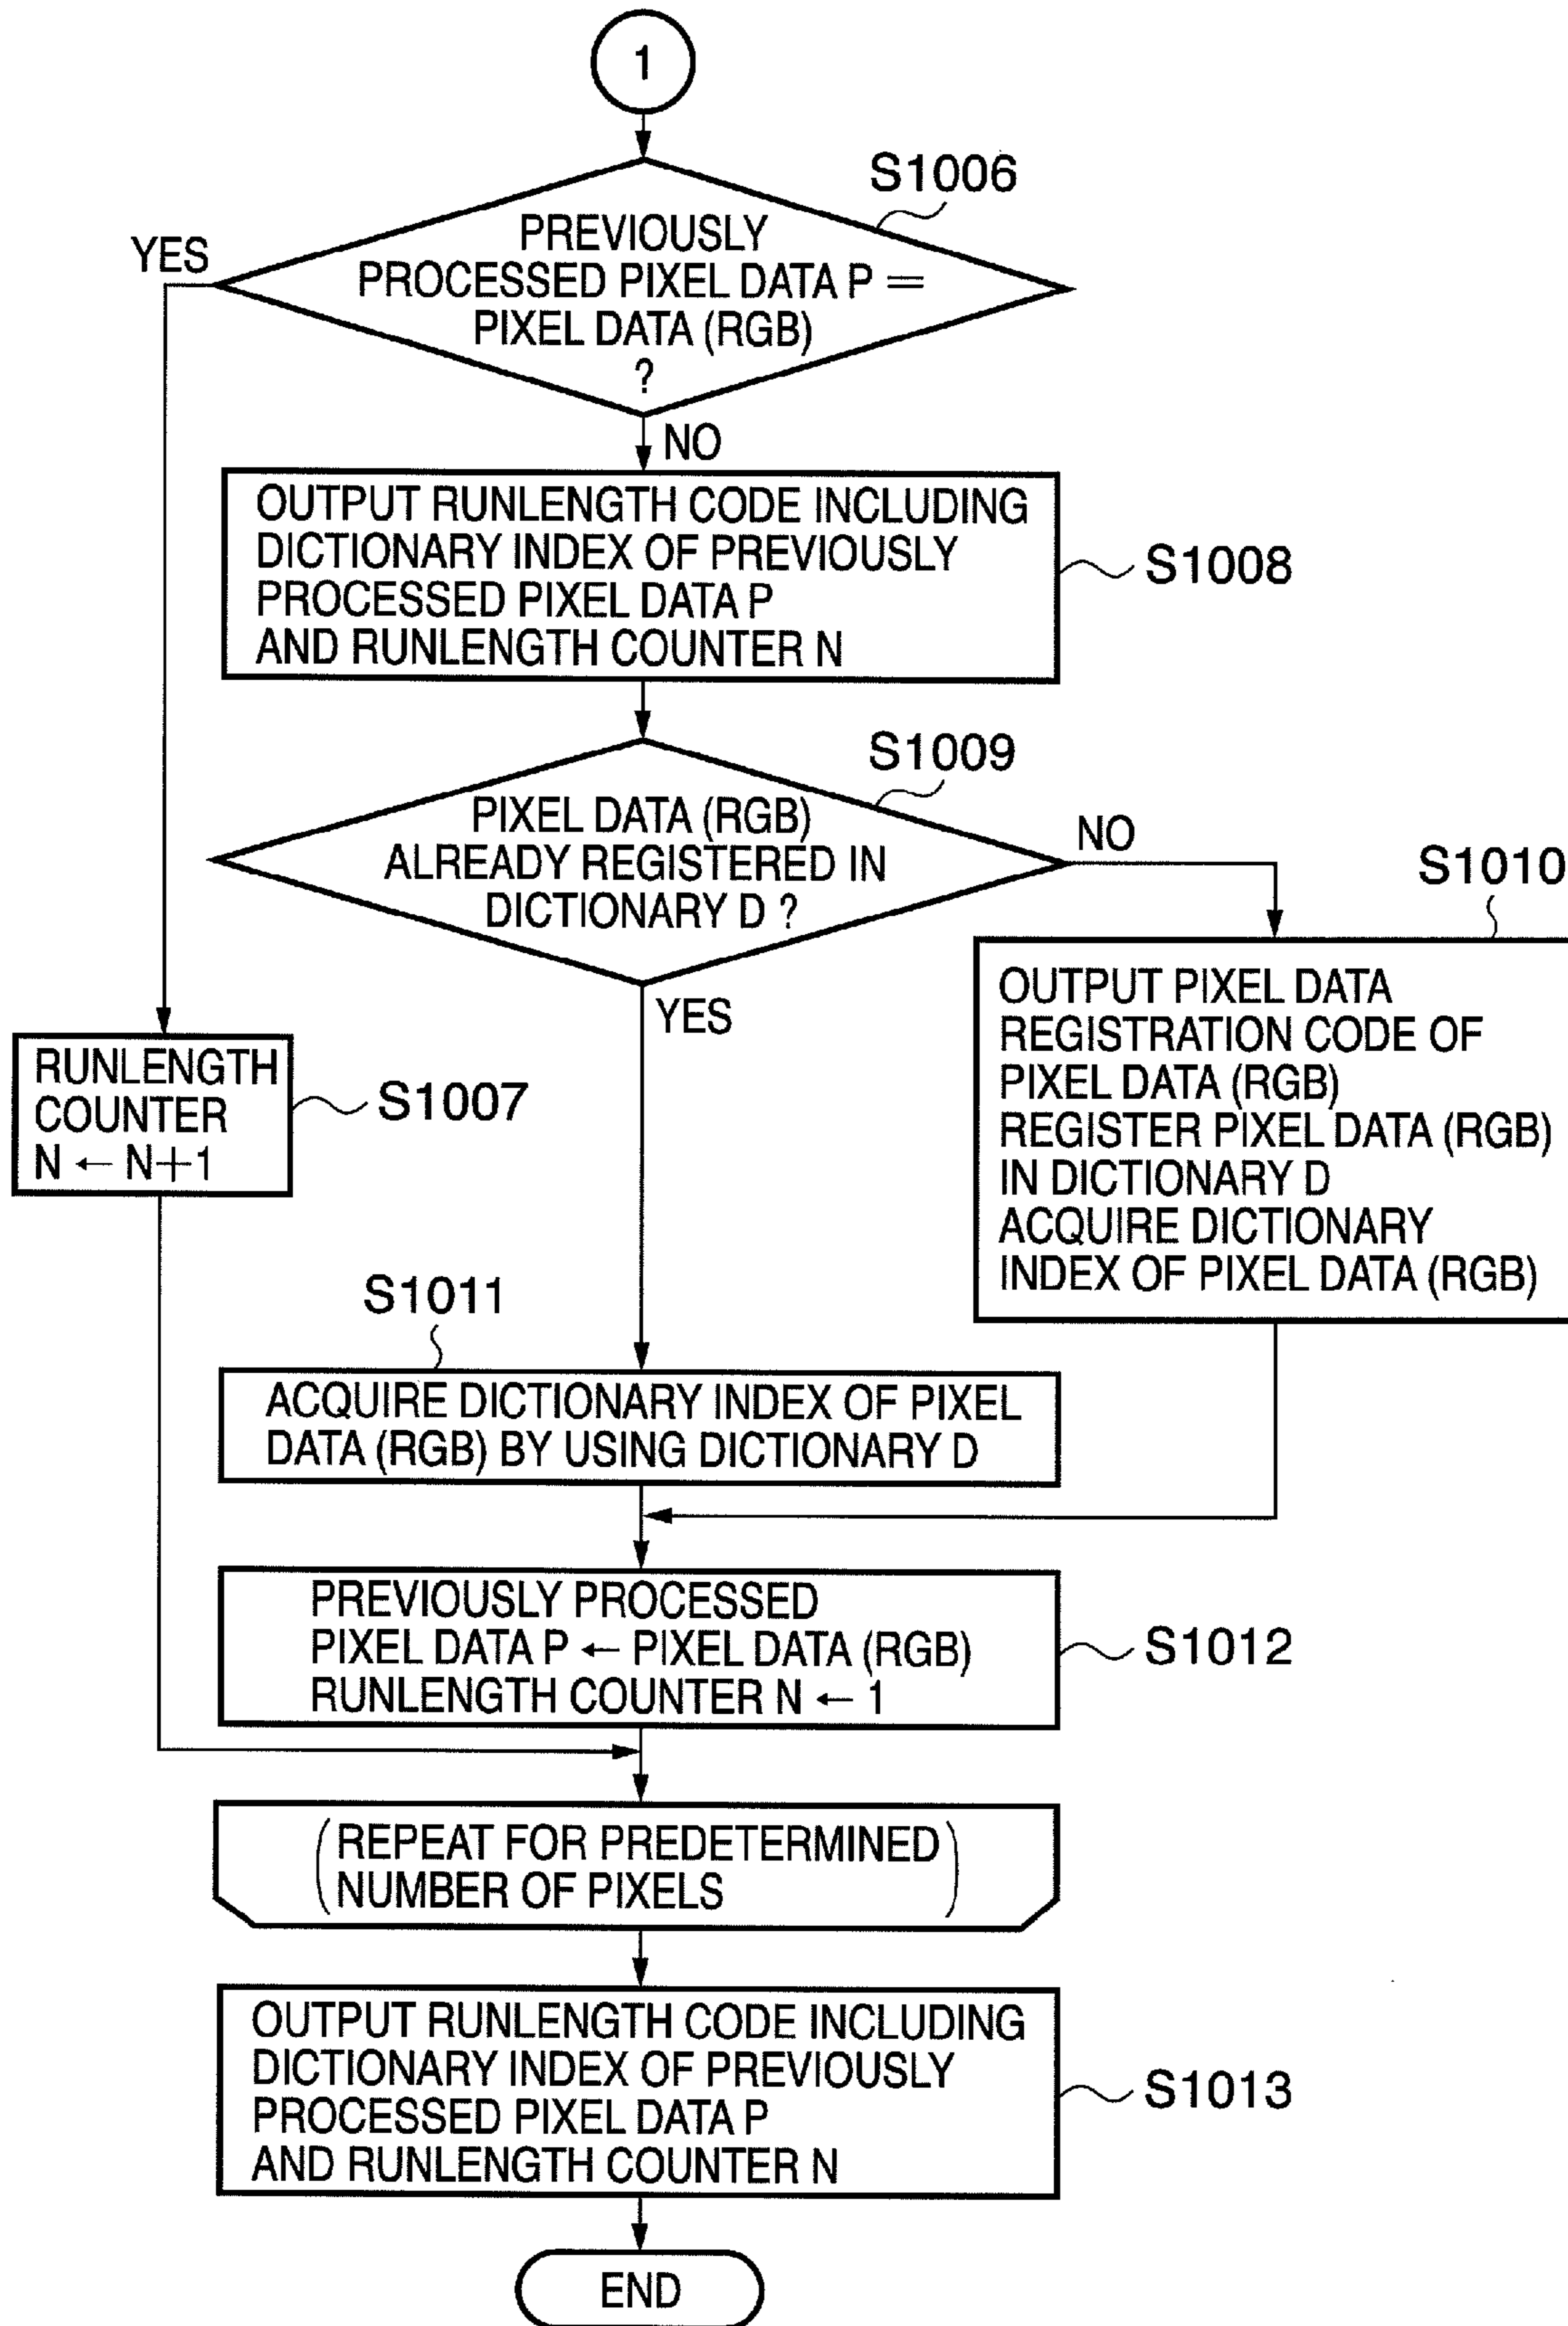 1
S1006
YES
PREVIOUSLY
PROCESSED PIXEL DATA P =
PIXEL DATA (RGB)
?
NO
OUTPUT RUNLENGTH CODE INCLUDING
DICTIONARY INDEX OF PREVIOUSLY
PROCESSED PIXEL DATA P
AND RUNLENGTH COUNTER N
S1008
S1009
PIXEL DATA (RGB)
ALREADY REGISTERED IN
DICTIONARY D ?
NO
S1010
YES
OUTPUT PIXEL DATA
REGISTRATION CODE OF
PIXEL DATA (RGB)
REGISTER PIXEL DATA (RGB)
IN DICTIONARY D
ACQUIRE DICTIONARY
INDEX OF PIXEL DATA (RGB)
RUNLENGTH
COUNTER
N ← N+1
S1007
S1011
ACQUIRE DICTIONARY INDEX OF PIXEL
DATA (RGB) BY USING DICTIONARY D
PREVIOUSLY PROCESSED
PIXEL DATA P ← PIXEL DATA (RGB)
RUNLENGTH COUNTER N ← 1
S1012
(REPEAT FOR PREDETERMINED
NUMBER OF PIXELS)
OUTPUT RUNLENGTH CODE INCLUDING
DICTIONARY INDEX OF PREVIOUSLY
PROCESSED PIXEL DATA P
AND RUNLENGTH COUNTER N
S1013
END